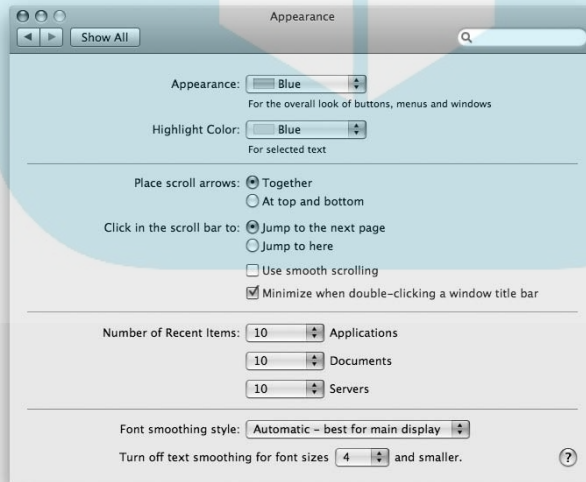 Appearance
Show All
Appearance: Blue
For the overall look of buttons, menus and windows
Highlight Color: Blue
For selected text
Place scroll arrows: Together
At top and bottom
Click in the scroll bar to: Jump to the next page
Jump to here
Use smooth scrolling
Minimize when double-clicking a window title bar
Number of Recent Items: 10 Applications
10 Documents
10 Servers
Font smoothing style: Automatic – best for main display
Turn off text smoothing for font sizes 4 and smaller. ?